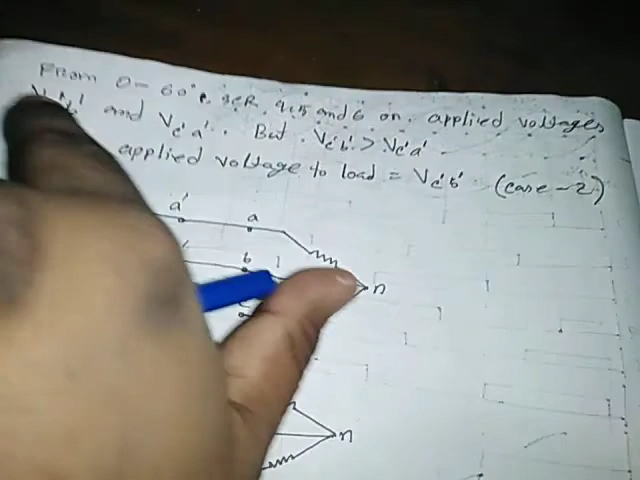 From 0-60°, SCR 4,5 and 6 on. applied voltages
and Vc'a'. But Vc'b' > Vc'a'.
applied voltage to load = Vc'b'. (case-2)
a' a
b
c n
n